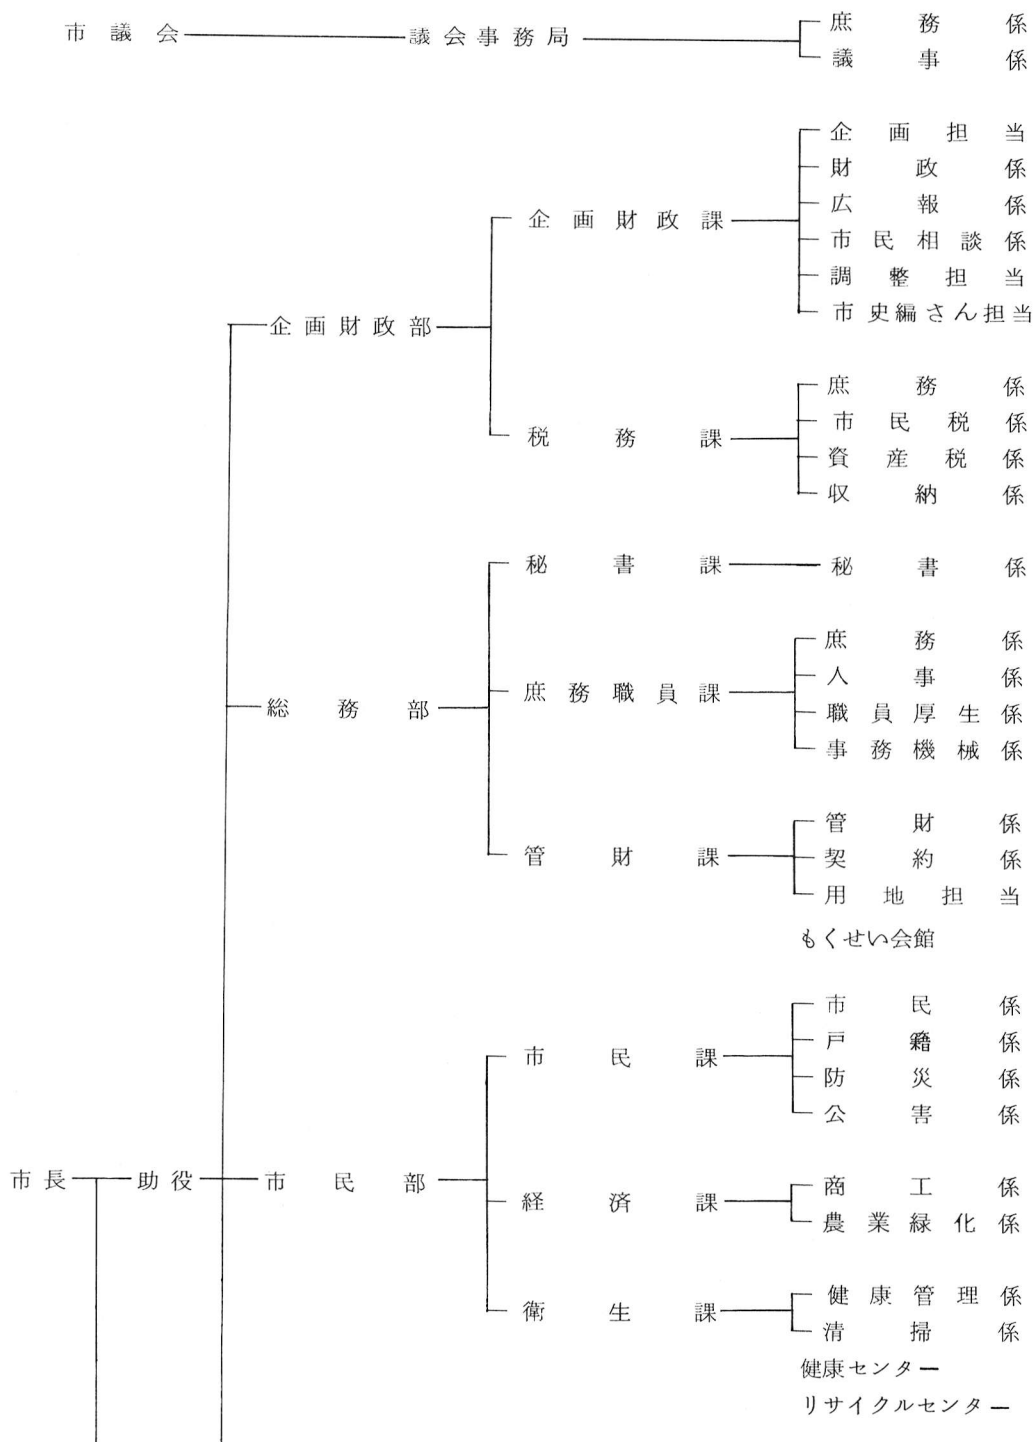 市議会 議会事務局 庶務係
議事係
企画担当
財政係
広報係
企画財政課
市民相談係
調整担当
市史編さん担当
企画財政部
庶務係
市民税係
税務課
資産税係
収納係
秘書課 秘書係
庶務係
人事係
総務部 庶務職員課
職員厚生係
事務機械係
管財係
管財課 契約係
用地担当
もくせい会館
市民係
戸籍係
市民課
防災係
公害係
市長 助役 市民部
商工係
経済課
農業緑化係
健康管理係
衛生課
清掃係
健康センター
リサイクルセンター